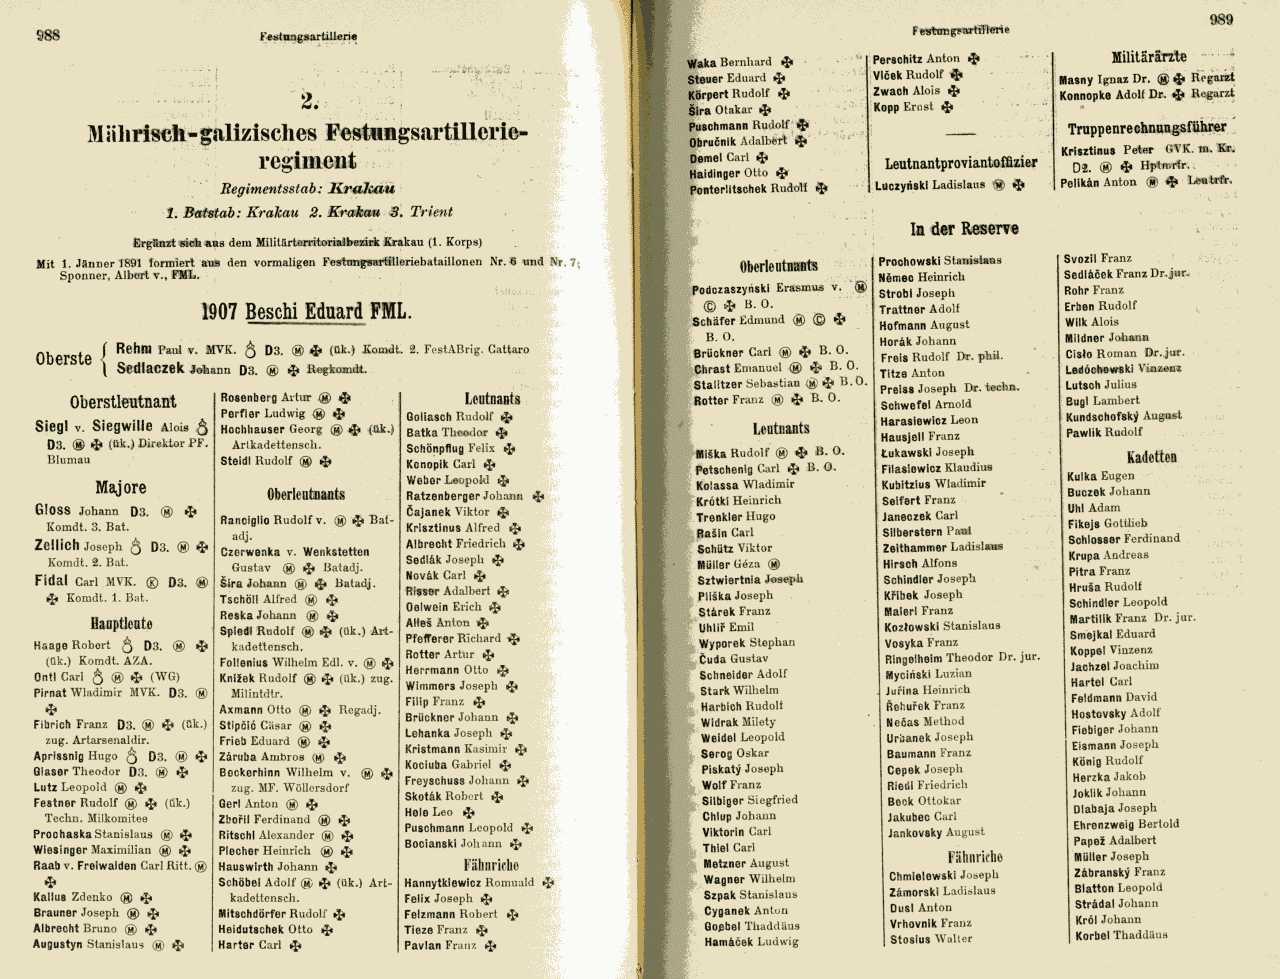 988
Festungsartillerie
2.
Mährisch-galizisches Festungsartillerie-
regiment
Regimentsstab: Krakau
1. Batstab: Krakau 2. Krakau 3. Trient
Ergänzt sich aus dem Militärterritorialbezirk Krakau (1. Korps)
Mit 1. Jänner 1891 formiert aus den vormaligen Festungsartilleriebataillonen Nr. 6 und Nr. 7;
Sponner, Albert v., FML.
1907 Beschi Eduard FML.
Oberste
Rehm Paul v. MVK. D3. Ⓜ ✠ (ük.) Komdt. 2. FestABrig. Cattaro
Sedlaczek Johann D3. Ⓜ ✠ Regkomdt.
Oberstleutnant
Siegl v. Siegwille Alois
D3. Ⓜ ✠ (ük.) Direktor PF.
Blumau
Majore
Gloss Johann D3. Ⓜ ✠
Komdt. 3. Bat.
Zellich Joseph D3. Ⓜ ✠
Komdt. 2. Bat.
Fidal Carl MVK. Ⓚ D3. Ⓜ
✠ Komdt. 1. Bat.
Hauptleute
Haage Robert D3. Ⓜ ✠
(ük.) Komdt. AZA.
Ontl Carl Ⓜ ✠ (WG)
Pirnat Wladimir MVK. D3. Ⓜ
✠
Fibrich Franz D3. Ⓜ ✠ (ük.)
zug. Artarsenaldir.
Aprissnig Hugo D3. Ⓜ ✠
Glaser Theodor D3. Ⓜ ✠
Lutz Leopold Ⓜ ✠
Festner Rudolf Ⓜ ✠ (ük.)
Techn. Milkomitee
Prochaska Stanislaus Ⓜ ✠
Wiesinger Maximilian Ⓜ ✠
Raab v. Freiwalden Carl Ritt. Ⓜ
✠
Kallus Zdenko Ⓜ ✠
Brauner Joseph Ⓜ ✠
Albrecht Bruno Ⓜ ✠
Augustyn Stanislaus Ⓜ ✠
Rosenberg Artur Ⓜ ✠
Perfler Ludwig Ⓜ ✠
Hochhauser Georg Ⓜ ✠ (ük.)
Artkadettensch.
Steidl Rudolf Ⓜ ✠
Oberleutnants
Ranciglio Rudolf v. Ⓜ ✠ Bat-
adj.
Czerwenka v. Wenkstetten
Gustav Ⓜ ✠ Batadj.
Šira Johann Ⓜ ✠ Batadj.
Tschöll Alfred Ⓜ ✠
Reska Johann Ⓜ ✠
Spiedl Rudolf Ⓜ ✠ (ük.) Art-
kadettensch.
Follenius Wilhelm Edl. v. Ⓜ ✠
Knižek Rudolf Ⓜ ✠ (ük.) zug.
Milintdtr.
Axmann Otto Ⓜ ✠ Regadj.
Stipčić Cäsar Ⓜ ✠
Frieb Eduard Ⓜ ✠
Záruba Ambros Ⓜ ✠
Beckerhinn Wilhelm v. Ⓜ ✠
zug. MF. Wöllersdorf
Gerl Anton Ⓜ ✠
Zbořil Ferdinand Ⓜ ✠
Ritschl Alexander Ⓜ ✠
Plecher Heinrich Ⓜ ✠
Hauswirth Johann ✠
Schöbel Adolf Ⓜ ✠ (ük.) Art-
kadettensch.
Mitschdörfer Rudolf ✠
Heidutschek Otto ✠
Harter Carl ✠
Leutnants
Goliasch Rudolf ✠
Batka Theodor ✠
Schönpflug Felix ✠
Konopik Carl ✠
Weber Leopold ✠
Ratzenberger Johann ✠
Čajanek Viktor ✠
Krisztinus Alfred ✠
Albrecht Friedrich ✠
Sedlák Joseph ✠
Novák Carl ✠
Risser Adalbert ✠
Oelwein Erich ✠
Alleš Anton ✠
Pfefferer Richard ✠
Rotter Artur ✠
Herrmann Otto ✠
Wimmers Joseph ✠
Filip Franz ✠
Brückner Johann ✠
Lehanka Joseph ✠
Kristmann Kasimir ✠
Kociuba Gabriel ✠
Freyschuss Johann ✠
Skoták Robert ✠
Hole Leo ✠
Puschmann Leopold ✠
Bocianski Johann ✠
Fähnriche
Hannytkiewicz Romuald ✠
Felix Joseph ✠
Felzmann Robert ✠
Tieze Franz ✠
Pavlan Franz ✠
989
Festungsartillerie
Waka Bernhard ✠
Steuer Eduard ✠
Körpert Rudolf ✠
Šira Otakar ✠
Puschmann Rudolf ✠
Obručnik Adalbert ✠
Demel Carl ✠
Haidinger Otto ✠
Ponterlitschek Rudolf ✠
Perschitz Anton ✠
Vlček Rudolf ✠
Zwach Alois ✠
Kopp Ernst ✠
Leutnantproviantoffizier
Luczyński Ladislaus Ⓜ ✠
Militärärzte
Masny Ignaz Dr. Ⓜ ✠ Regarzt
Konnopke Adolf Dr. ✠ Regarzt
Truppenrechnungsführer
Krisztinus Peter GVK. m. Kr.
D2. Ⓜ ✠ Hptmrfr.
Pelikán Anton Ⓜ ✠ Leutrfr.
In der Reserve
Oberleutnants
Podczaszyński Erasmus v. Ⓜ
Ⓒ ✠ B. O.
Schäfer Edmund Ⓜ Ⓒ ✠
B. O.
Brückner Carl Ⓜ ✠ B. O.
Chrast Emanuel Ⓜ ✠ B. O.
Stalitzer Sebastian Ⓜ ✠ B. O.
Rotter Franz Ⓜ ✠ B. O.
Leutnants
Miška Rudolf Ⓜ ✠ B. O.
Petschenig Carl ✠ B. O.
Kolassa Wladimir
Krótki Heinrich
Trenkler Hugo
Rašin Carl
Schütz Viktor
Müller Géza Ⓜ
Sztwiertnia Joseph
Pliška Joseph
Stárek Franz
Uhliř Emil
Wyporek Stephan
Čuda Gustav
Schneider Adolf
Stark Wilhelm
Harbich Rudolf
Widrak Milety
Weidel Leopold
Serog Oskar
Piskatý Joseph
Wolf Franz
Silbiger Siegfried
Chlup Johann
Viktorin Carl
Thiel Carl
Metzner August
Wagner Wilhelm
Szpak Stanislaus
Cyganek Anton
Goebel Thaddäus
Hamáček Ludwig
Prochowski Stanislaus
Němec Heinrich
Strobl Joseph
Trattner Adolf
Hofmann August
Horák Johann
Freis Rudolf Dr. phil.
Titze Anton
Preiss Joseph Dr. techn.
Schwefel Arnold
Harasiewicz Leon
Hausjell Franz
Łukawski Joseph
Filasiewicz Klaudius
Kubitzius Wladimir
Seifert Franz
Janeczek Carl
Silberstern Paul
Zelthammer Ladislaus
Hirsch Alfons
Schindler Joseph
Křibek Joseph
Maierl Franz
Kozłowski Stanislaus
Vosyka Franz
Ringelheim Theodor Dr. jur.
Myciński Luzian
Juřina Heinrich
Řehuřek Franz
Nečas Method
Urbanek Joseph
Baumann Franz
Cepek Joseph
Riedl Friedrich
Bock Ottokar
Jakubec Carl
Jankovsky August
Fähnriche
Chmielewski Joseph
Zámorski Ladislaus
Dusl Anton
Vrhovnik Franz
Stosius Walter
Svozil Franz
Sedláček Franz Dr. jur.
Rohr Franz
Erben Rudolf
Wilk Alois
Mildner Johann
Cisło Roman Dr. jur.
Ledóchowski Vinzenz
Lutsch Julius
Bugl Lambert
Kundschofský August
Pawlik Rudolf
Kadetten
Kulka Eugen
Buczek Johann
Uhl Adam
Fikejs Gottlieb
Schlosser Ferdinand
Krupa Andreas
Pitra Franz
Hruša Rudolf
Schindler Leopold
Martilik Franz Dr. jur.
Smejkal Eduard
Koppel Vinzenz
Jachzel Joachim
Hartel Carl
Feldmann David
Hostovsky Adolf
Fiebiger Johann
Eismann Joseph
König Rudolf
Herzka Jakob
Joklik Johann
Dlabaja Joseph
Ehrenzweig Bertold
Papež Adalbert
Müller Joseph
Zábranský Franz
Blatton Leopold
Strádal Johann
Król Johann
Korbel Thaddäus